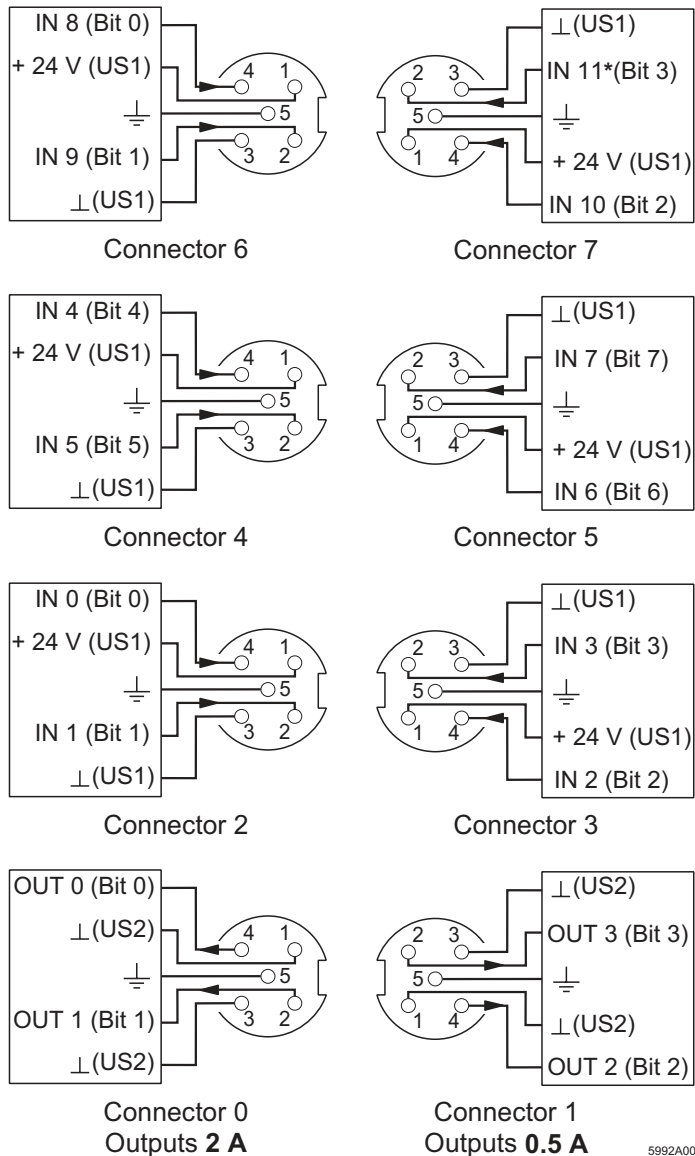 IN 8 (Bit 0)
+ 24 V (US1)
IN 9 (Bit 1)
⊥(US1)
4 1
5
3 2
Connector 6
2 3
5
1 4
⊥(US1)
IN 11*(Bit 3)
+ 24 V (US1)
IN 10 (Bit 2)
Connector 7
IN 4 (Bit 4)
+ 24 V (US1)
IN 5 (Bit 5)
⊥(US1)
4 1
5
3 2
Connector 4
2 3
5
1 4
⊥(US1)
IN 7 (Bit 7)
+ 24 V (US1)
IN 6 (Bit 6)
Connector 5
IN 0 (Bit 0)
+ 24 V (US1)
IN 1 (Bit 1)
⊥(US1)
4 1
5
3 2
Connector 2
2 3
5
1 4
⊥(US1)
IN 3 (Bit 3)
+ 24 V (US1)
IN 2 (Bit 2)
Connector 3
OUT 0 (Bit 0)
⊥(US2)
OUT 1 (Bit 1)
⊥(US2)
4 1
5
3 2
Connector 0
Outputs 2 A
2 3
5
1 4
⊥(US2)
OUT 3 (Bit 3)
⊥(US2)
OUT 2 (Bit 2)
Connector 1
Outputs 0.5 A
5992A005